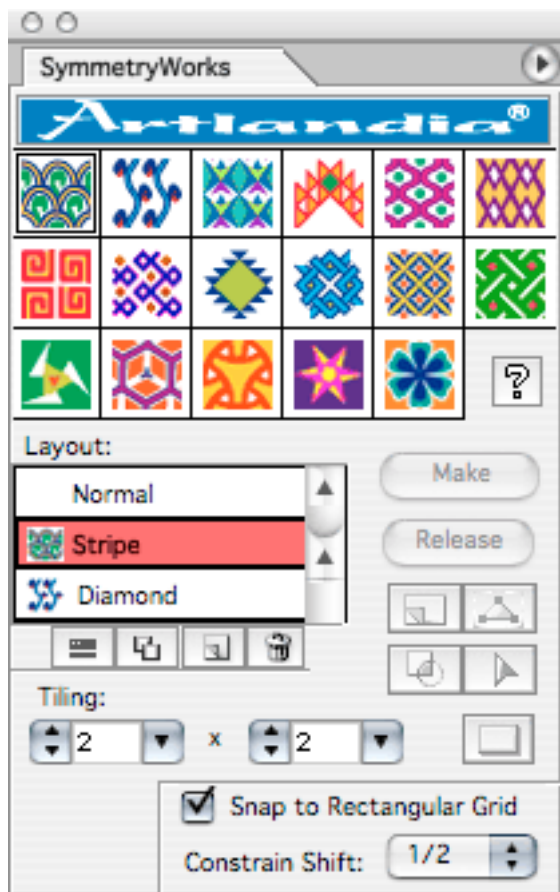 SymmetryWorks
Artlandia®
?
Layout:
Normal
Make
Stripe
Release
Diamond
Tiling:
2 x 2
Snap to Rectangular Grid
Constrain Shift: 1/2